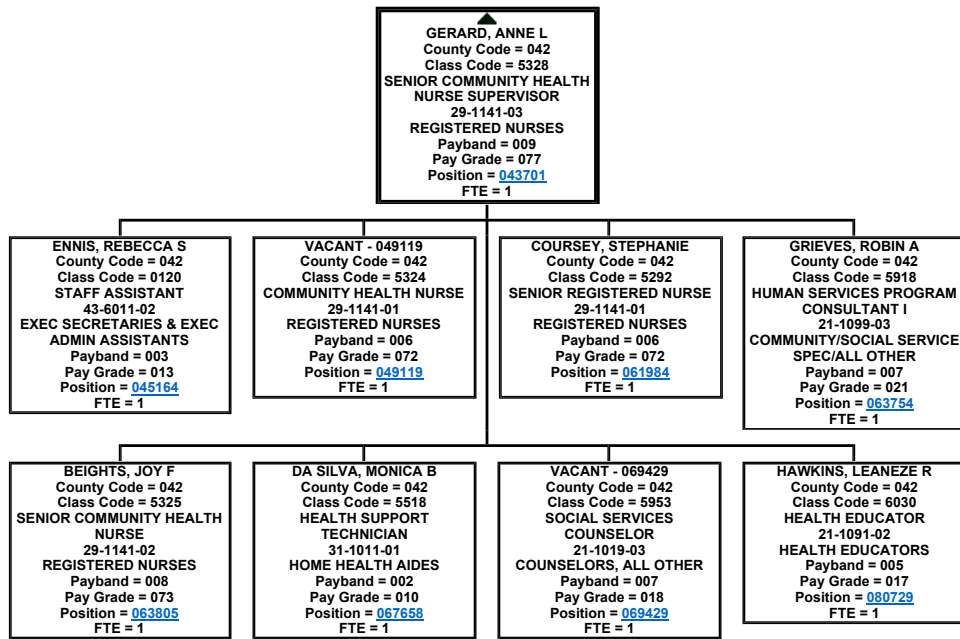 GERARD, ANNE L
County Code = 042
Class Code = 5328
SENIOR COMMUNITY HEALTH
NURSE SUPERVISOR
29-1141-03
REGISTERED NURSES
Payband = 009
Pay Grade = 077
Position = 043701
FTE = 1
ENNIS, REBECCA S
County Code = 042
Class Code = 0120
STAFF ASSISTANT
43-6011-02
EXEC SECRETARIES & EXEC
ADMIN ASSISTANTS
Payband = 003
Pay Grade = 013
Position = 045164
FTE = 1
VACANT - 049119
County Code = 042
Class Code = 5324
COMMUNITY HEALTH NURSE
29-1141-01
REGISTERED NURSES
Payband = 006
Pay Grade = 072
Position = 049119
FTE = 1
COURSEY, STEPHANIE
County Code = 042
Class Code = 5292
SENIOR REGISTERED NURSE
29-1141-01
REGISTERED NURSES
Payband = 006
Pay Grade = 072
Position = 061984
FTE = 1
GRIEVES, ROBIN A
County Code = 042
Class Code = 5918
HUMAN SERVICES PROGRAM
CONSULTANT I
21-1099-03
COMMUNITY/SOCIAL SERVICE
SPEC/ALL OTHER
Payband = 007
Pay Grade = 021
Position = 063754
FTE = 1
BEIGHTS, JOY F
County Code = 042
Class Code = 5325
SENIOR COMMUNITY HEALTH
NURSE
29-1141-02
REGISTERED NURSES
Payband = 008
Pay Grade = 073
Position = 063805
FTE = 1
DA SILVA, MONICA B
County Code = 042
Class Code = 5518
HEALTH SUPPORT
TECHNICIAN
31-1011-01
HOME HEALTH AIDES
Payband = 002
Pay Grade = 010
Position = 067658
FTE = 1
VACANT - 069429
County Code = 042
Class Code = 5953
SOCIAL SERVICES
COUNSELOR
21-1019-03
COUNSELORS, ALL OTHER
Payband = 007
Pay Grade = 018
Position = 069429
FTE = 1
HAWKINS, LEANEZE R
County Code = 042
Class Code = 6030
HEALTH EDUCATOR
21-1091-02
HEALTH EDUCATORS
Payband = 005
Pay Grade = 017
Position = 080729
FTE = 1